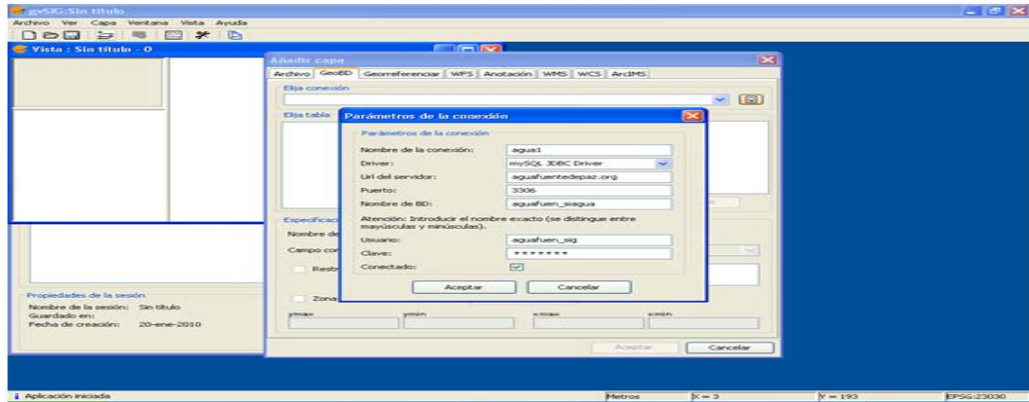 gvSIG:Sin título
Archivo Ver Capa Ventana Vista Ayuda
Vista : Sin título - 0
Añadir capa
Archivo GeoBD Georreferenciar WFS Anotación WMS WCS ArcIMS
Elija conexión
Elija tabla
Parámetros de la conexión
Parámetros de la conexión
Nombre de la conexión: agua1
Driver: mySQL JDBC Driver
Url del servidor: aguafuentedepaz.org
Puerto: 3306
Nombre de BD: aguafuen_siagua
Atención: Introducir el nombre exacto (se distingue entre
mayúsculas y minúsculas).
Usuario: aguafuen_sig
Clave: *******
Conectado:
Aceptar Cancelar
Especificaci
Nombre de
Campo con
Restr
Zona
ymax ymin xmax xmin
Aceptar Cancelar
Propiedades de la sesión
Nombre de la sesión: Sin título
Guardado en:
Fecha de creación: 20-ene-2010
Aplicación iniciada Metros X = 3 Y = 193 EPSG:23030